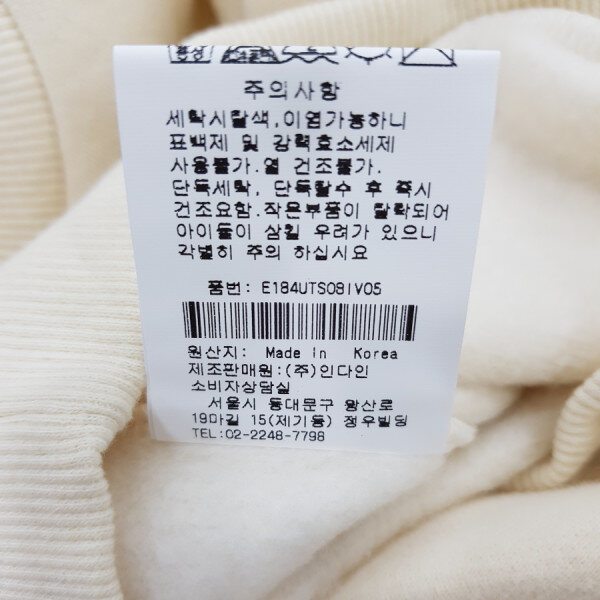 주의사항
세탁시탈색,이염가능하니
표백제 및 강력효소세제
사용불가.열 건조불가.
단독세탁, 단독탈수 후 즉시
건조요함.작은부품이 탈락되어
아이들이 삼킬 우려가 있으니
각별히 주의 하십시요
품번: E184UTS08IV05
원산지: Made in Korea
제조판매원:(주)인다인
소비자상담실
서울시 동대문구 왕산로
19마길 15(제기동) 정우빌딩
TEL:02-2248-7798